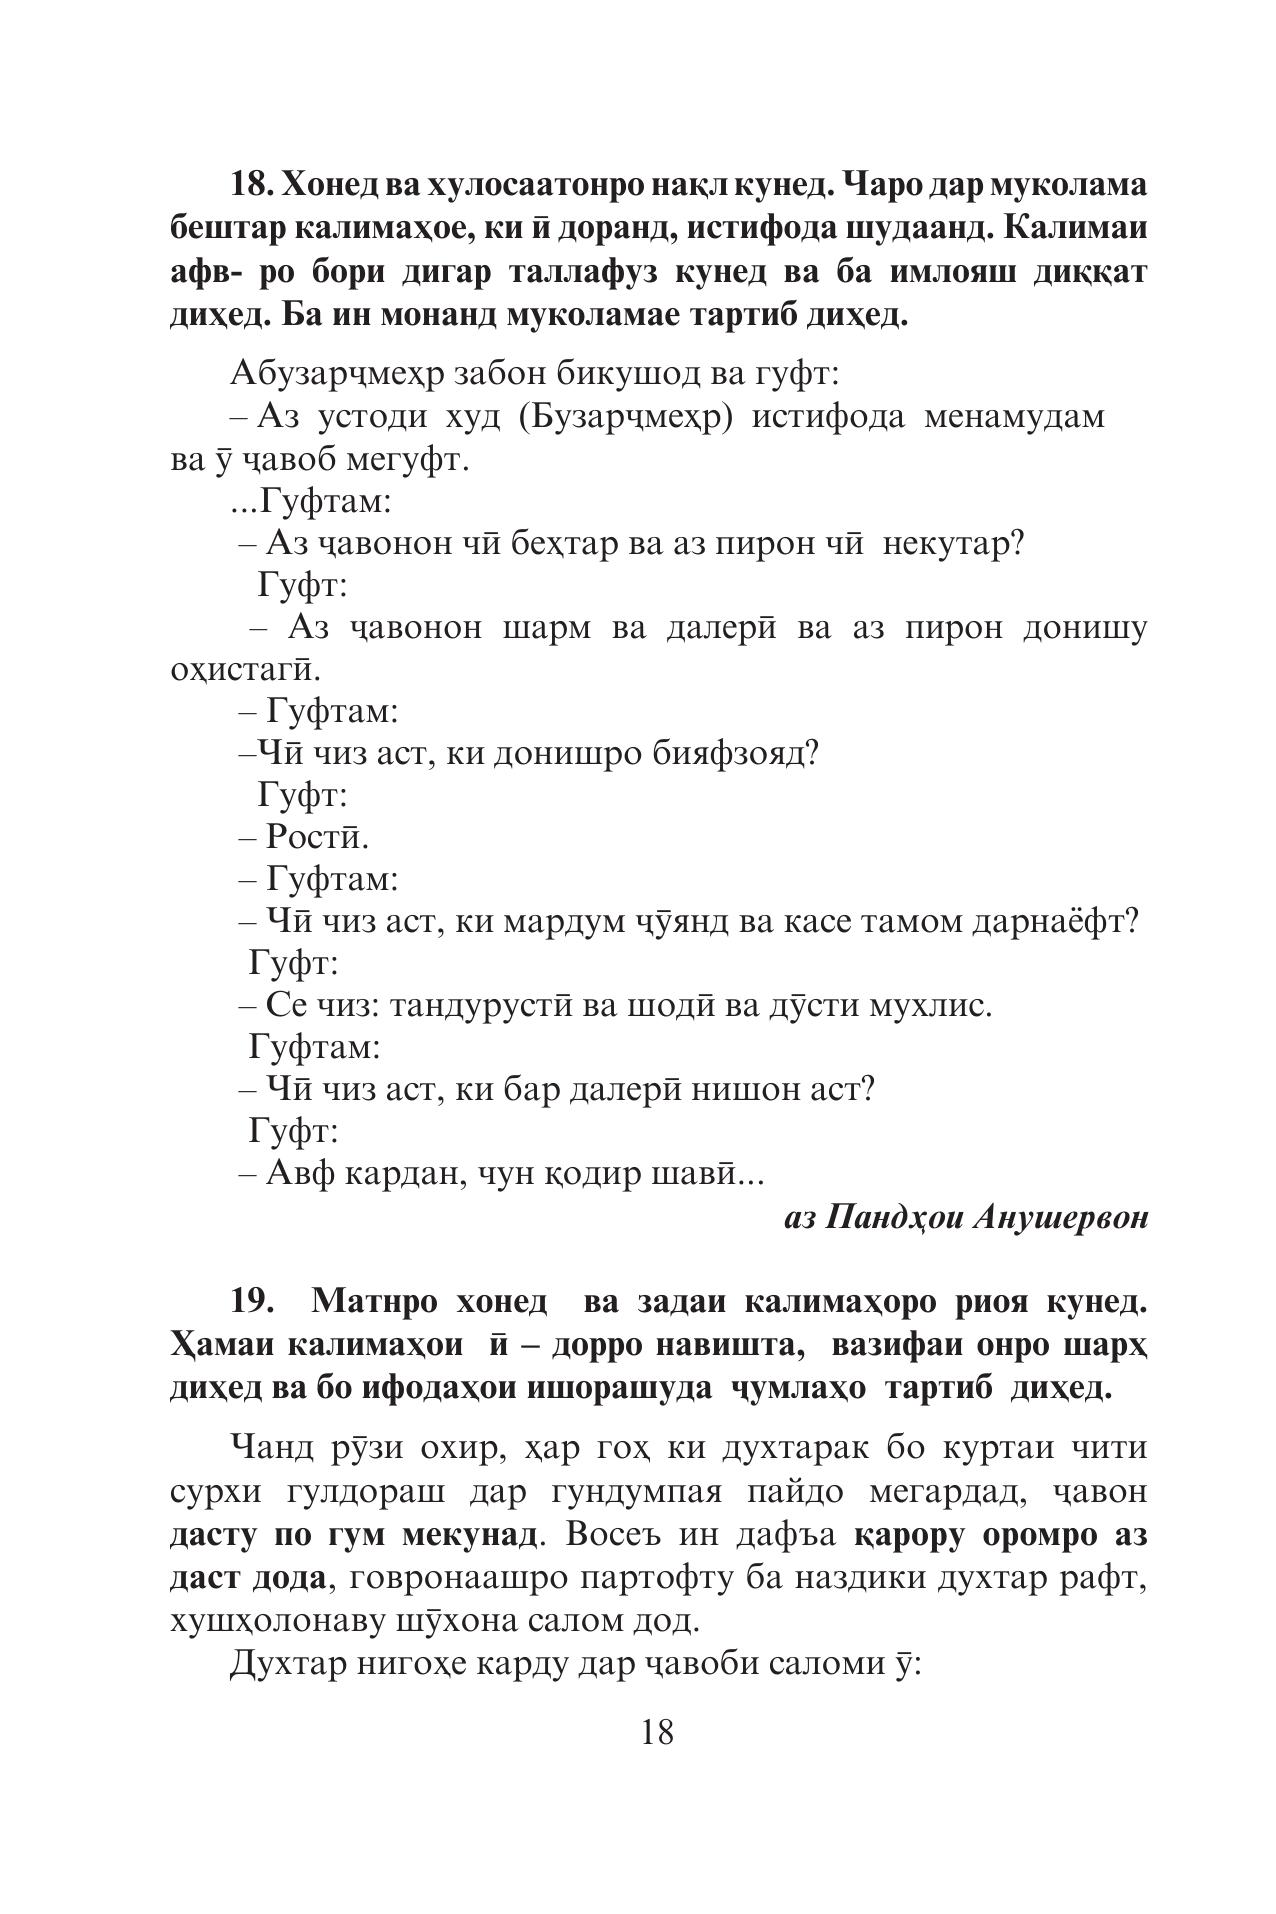 18. Хонед ва хулосаатонро нақл кунед. Чаро дар муколама
бештар калимаҳое, ки ӣ доранд, истифода шудаанд. Калимаи
афв- ро бори дигар таллафуз кунед ва ба имлояш диққат
диҳед. Ба ин монанд муколамае тартиб диҳед.
Абузарҷмеҳр забон бикушод ва гуфт:
– Аз устоди худ (Бузарҷмеҳр) истифода менамудам
ва ӯ ҷавоб мегуфт.
...Гуфтам:
– Аз ҷавонон чӣ беҳтар ва аз пирон чӣ некутар?
Гуфт:
– Аз ҷавонон шарм ва далерӣ ва аз пирон донишу
оҳистагӣ.
– Гуфтам:
–Чӣ чиз аст, ки донишро бияфзояд?
Гуфт:
– Ростӣ.
– Гуфтам:
– Чӣ чиз аст, ки мардум ҷӯянд ва касе тамом дарнаёфт?
Гуфт:
– Се чиз: тандурустӣ ва шодӣ ва дӯсти мухлис.
Гуфтам:
– Чӣ чиз аст, ки бар далерӣ нишон аст?
Гуфт:
– Авф кардан, чун қодир шавӣ...
аз Пандҳои Анушервон
19. Матнро хонед ва задаи калимаҳоро риоя кунед.
Ҳамаи калимаҳои ӣ – дорро навишта, вазифаи онро шарҳ
диҳед ва бо ифодаҳои ишорашуда ҷумлаҳо тартиб диҳед.
Чанд рӯзи охир, ҳар гоҳ ки духтарак бо куртаи чити
сурхи гулдораш дар гундумпая пайдо мегардад, ҷавон
дасту по гум мекунад. Восеъ ин дафъа қарору оромро аз
даст дода, говронаашро партофту ба наздики духтар рафт,
хушҳолонаву шӯхона салом дод.
Духтар нигоҳе карду дар ҷавоби саломи ӯ:
18